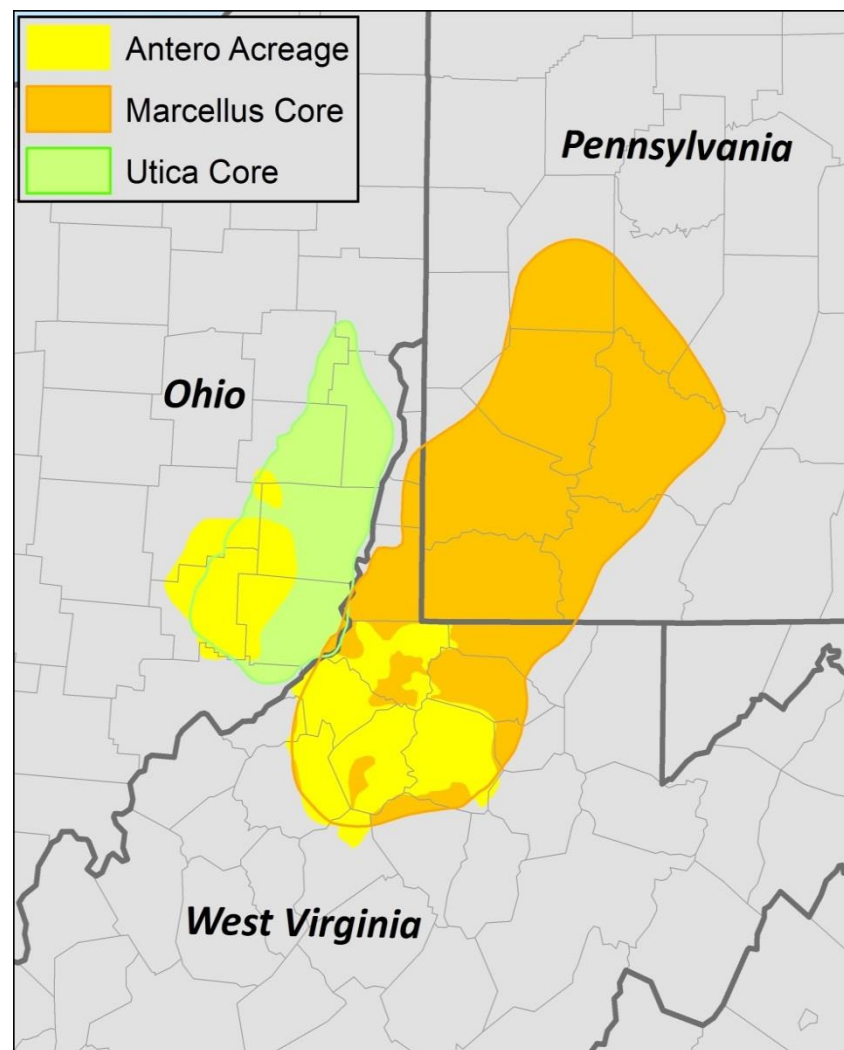 Antero Acreage
Marcellus Core
Utica Core
Pennsylvania
Ohio
West Virginia